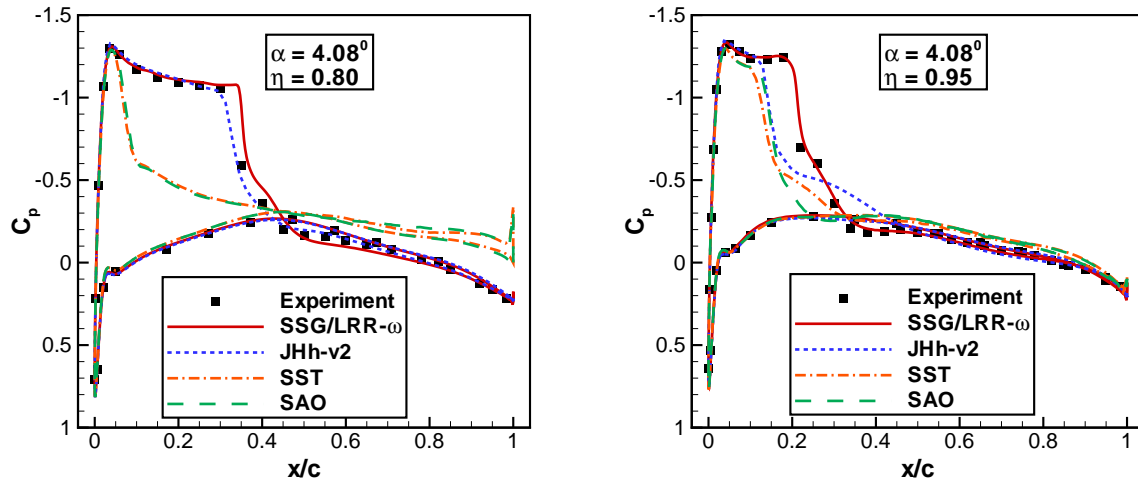 -1.5
-1
-0.5
0
0.5
1
Cp
α = 4.08⁰
η = 0.80
Experiment
SSG/LRR-ω
JHh-v2
SST
SAO
0 0.2 0.4 0.6 0.8 1
x/c
-1.5
-1
-0.5
0
0.5
1
Cp
α = 4.08⁰
η = 0.95
Experiment
SSG/LRR-ω
JHh-v2
SST
SAO
0 0.2 0.4 0.6 0.8 1
x/c